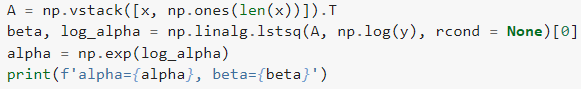 A = np.vstack([x, np.ones(len(x))]).T
beta, log_alpha = np.linalg.lstsq(A, np.log(y), rcond = None)[0]
alpha = np.exp(log_alpha)
print(f'alpha={alpha}, beta={beta}')